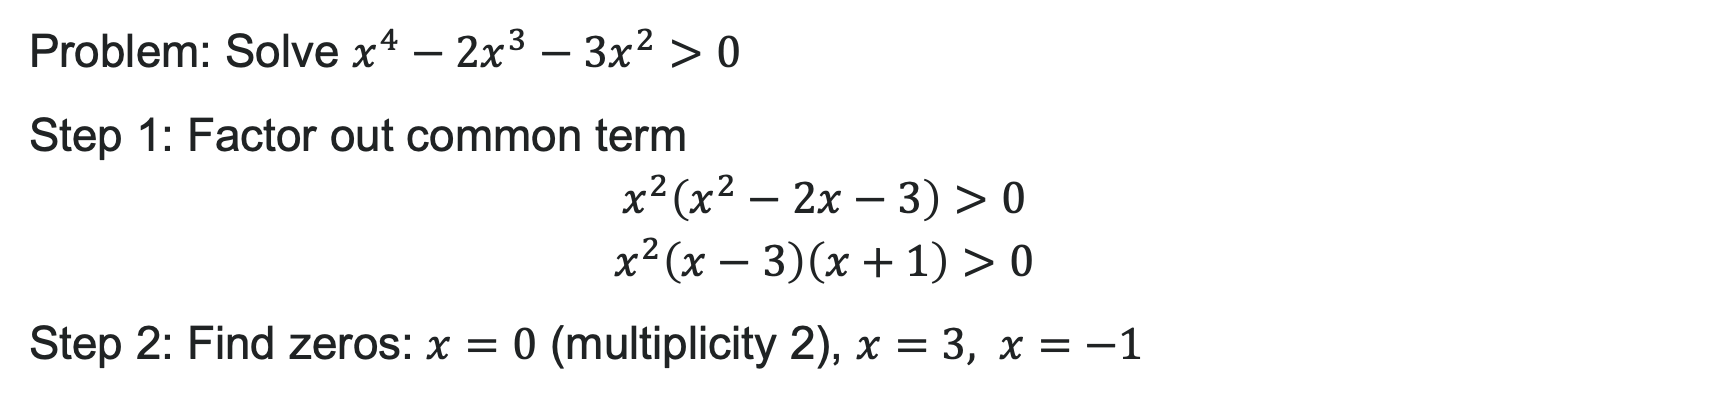 Problem: Solve x⁴ − 2x³ − 3x² > 0
Step 1: Factor out common term
x²(x² − 2x − 3) > 0
x²(x − 3)(x + 1) > 0
Step 2: Find zeros: x = 0 (multiplicity 2), x = 3, x = −1